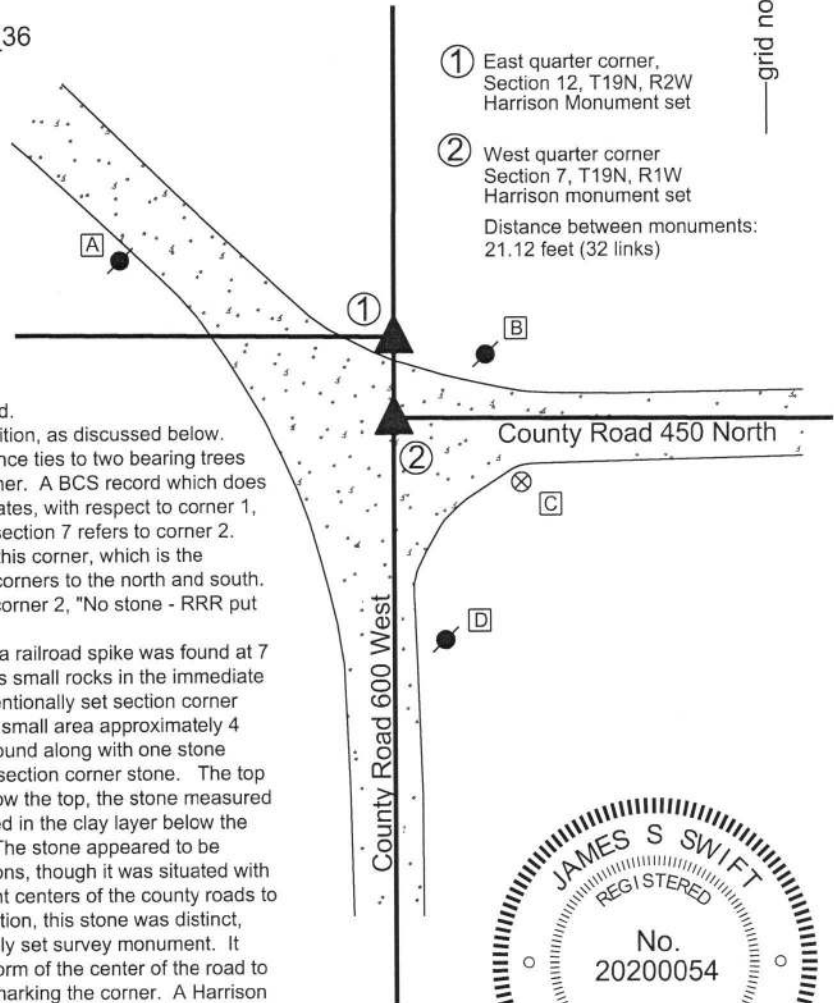 36
grid no
① East quarter corner,
Section 12, T19N, R2W
Harrison Monument set
② West quarter corner
Section 7, T19N, R1W
Harrison monument set
Distance between monuments:
21.12 feet (32 links)
A
①
B
County Road 450 North
②
C
D
County Road 600 West
d.
ition, as discussed below.
nce ties to two bearing trees
ner. A BCS record which does
ates, with respect to corner 1,
section 7 refers to corner 2.
this corner, which is the
corners to the north and south.
corner 2, "No stone - RRR put
a railroad spike was found at 7
s small rocks in the immediate
entionally set section corner
small area approximately 4
ound along with one stone
section corner stone. The top
ow the top, the stone measured
ed in the clay layer below the
The stone appeared to be
ons, though it was situated with
nt centers of the county roads to
tion, this stone was distinct,
ly set survey monument. It
orm of the center of the road to
marking the corner. A Harrison
JAMES S SWIFT
REGISTERED
No.
20200054